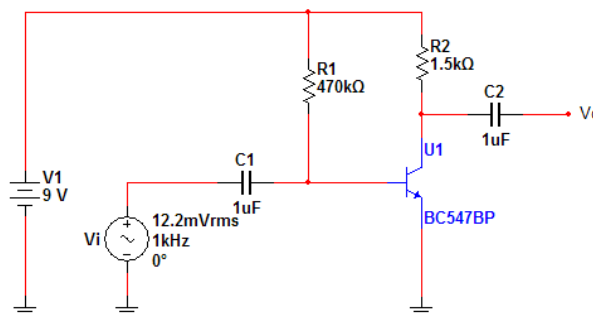 R1
470kΩ
R2
1.5kΩ
C2
1uF
U1
BC547BP
C1
1uF
V1
9 V
Vi
12.2mVrms
1kHz
0°